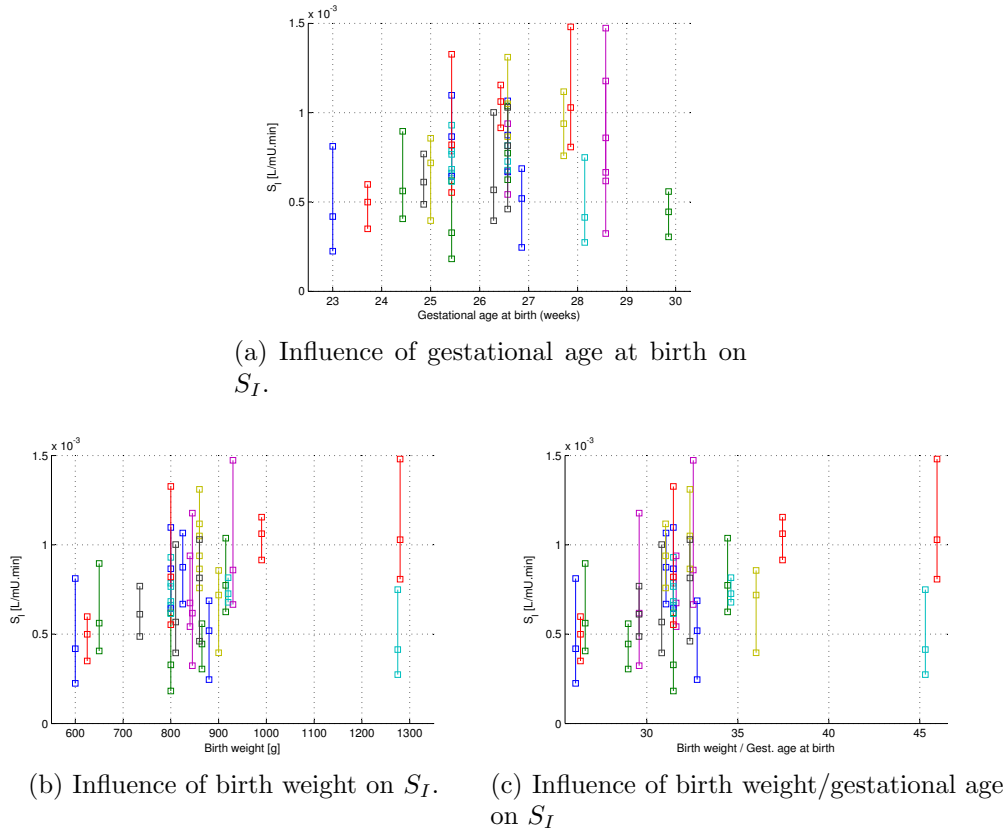 x 10⁻³
1.5
1
0.5
0
S_I [L/mU.min]
23 24 25 26 27 28 29 30
Gestational age at birth (weeks)
(a) Influence of gestational age at birth on
S_I.
x 10⁻³
1.5
1
0.5
0
S_I [L/mU.min]
600 700 800 900 1000 1100 1200 1300
Birth weight [g]
(b) Influence of birth weight on S_I.
x 10⁻³
1.5
1
0.5
0
S_I [L/mU.min]
30 35 40 45
Birth weight / Gest. age at birth
(c) Influence of birth weight/gestational age
on S_I